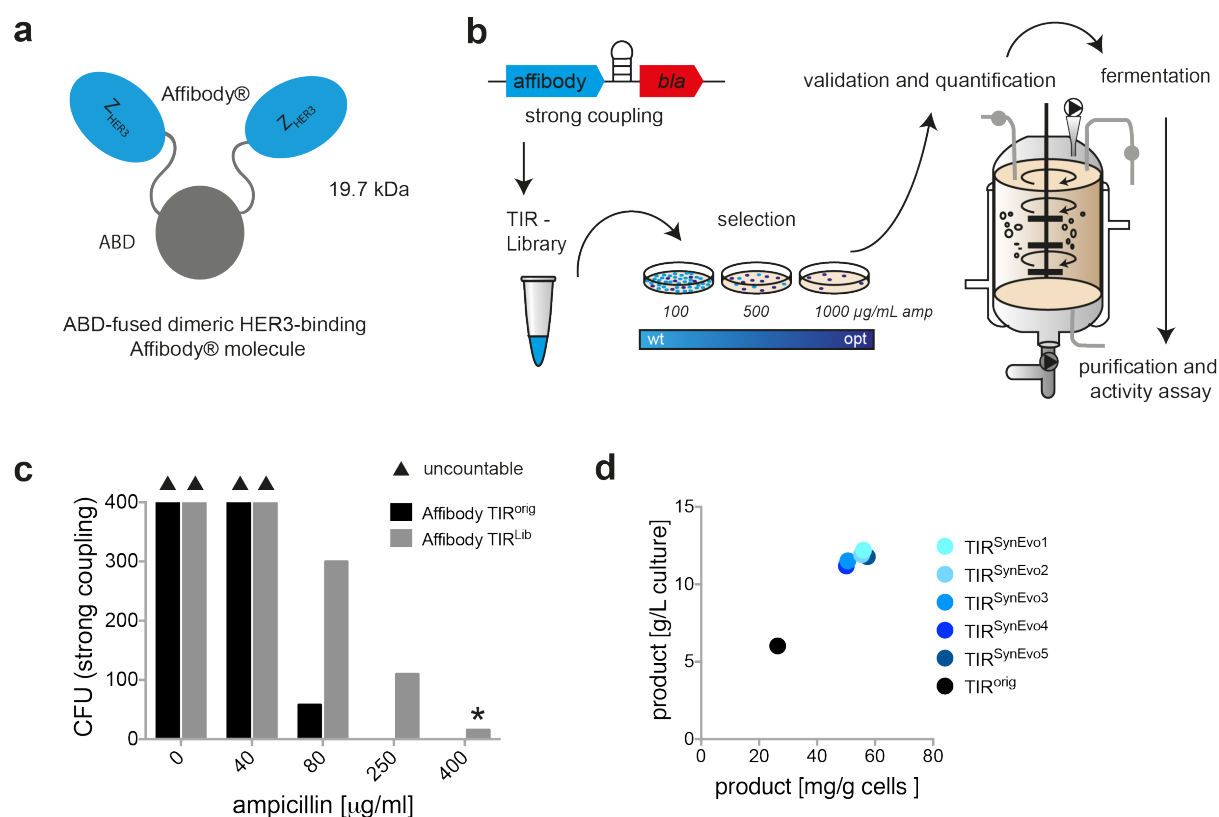 a
Z HER3
Affibody®
Z HER3
19.7 kDa
ABD
ABD-fused dimeric HER3-binding
Affibody® molecule
b
affibody
bla
strong coupling
TIR -
Library
selection
100
500
1000 µg/mL amp
wt
opt
validation and quantification
fermentation
purification and
activity assay
c
uncountable
Affibody TIRorig
Affibody TIRLib
CFU (strong coupling)
400
300
200
100
0
*
0
40
80
250
400
ampicillin [µg/ml]
d
product [g/L culture]
15
10
5
0
0
20
40
60
80
product [mg/g cells ]
TIRSynEvo1
TIRSynEvo2
TIRSynEvo3
TIRSynEvo4
TIRSynEvo5
TIRorig